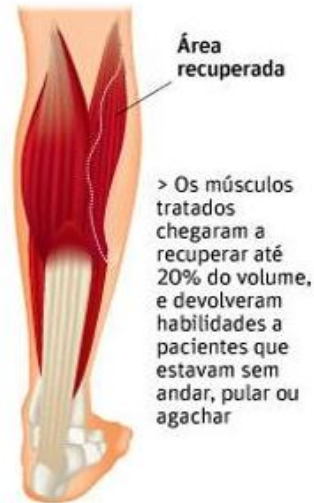 Área
recuperada
> Os músculos
tratados
chegaram a
recuperar até
20% do volume,
e devolveram
habilidades a
pacientes que
estavam sem
andar, pular ou
agachar